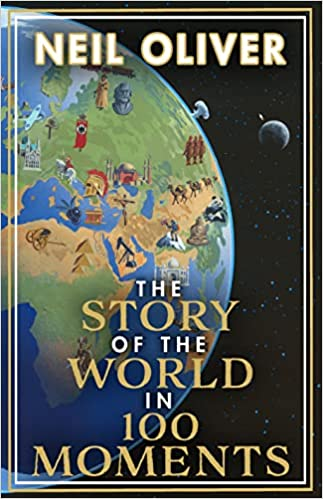 NEIL OLIVER
THE
STORY
OF THE
WORLD
IN
100
MOMENTS